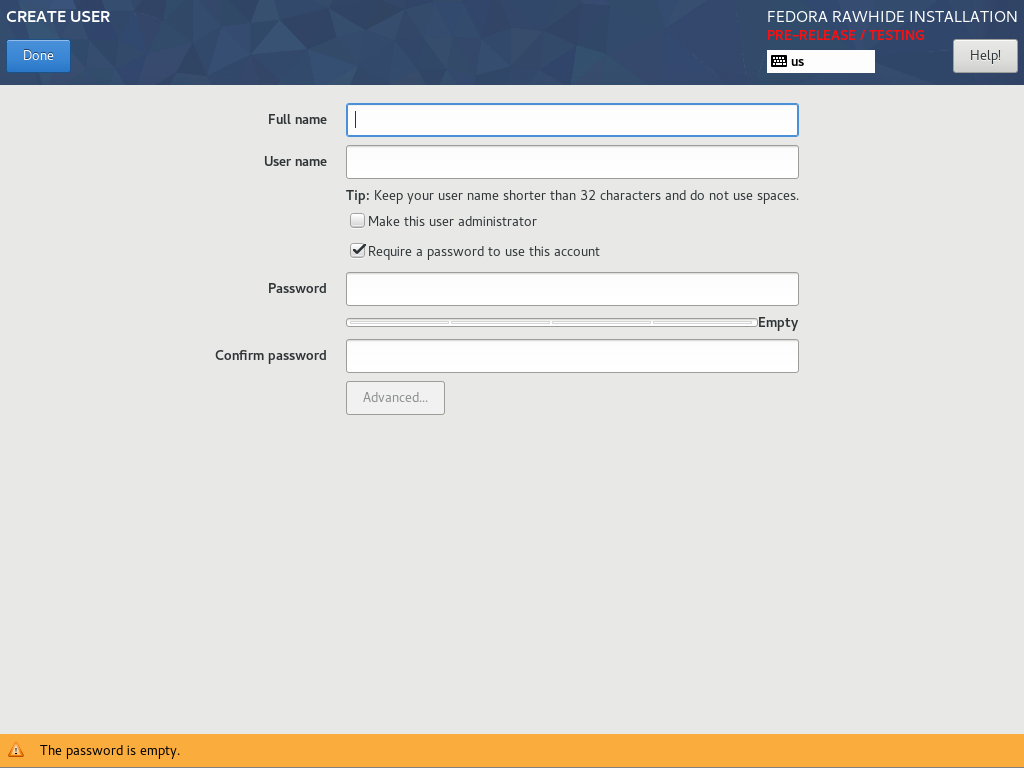 CREATE USER
FEDORA RAWHIDE INSTALLATION
PRE-RELEASE / TESTING
Done
us
Help!
Full name
User name
Tip: Keep your user name shorter than 32 characters and do not use spaces.
Make this user administrator
Require a password to use this account
Password
Empty
Confirm password
Advanced...
The password is empty.